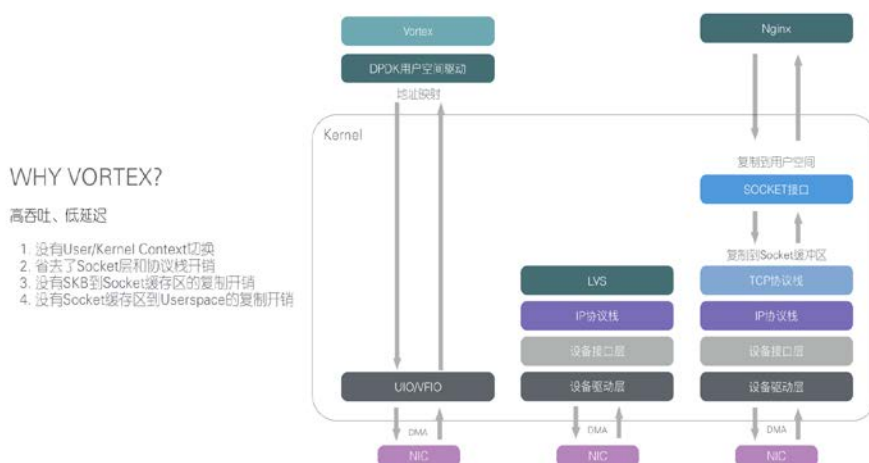 Vortex
Nginx
DPDK用户空间驱动
地址映射
Kernel
WHY VORTEX?
高吞吐、低延迟
1. 没有User/Kernel Context切换
2. 省去了Socket层和协议栈开销
3. 没有SKB到Socket缓存区的复制开销
4. 没有Socket缓存区到Userspace的复制开销
复制到用户空间
SOCKET接口
复制到Socket缓冲区
LVS
TCP协议栈
IP协议栈
IP协议栈
设备接口层
设备接口层
UIO/VFIO
设备驱动层
设备驱动层
DMA
DMA
DMA
NIC
NIC
NIC